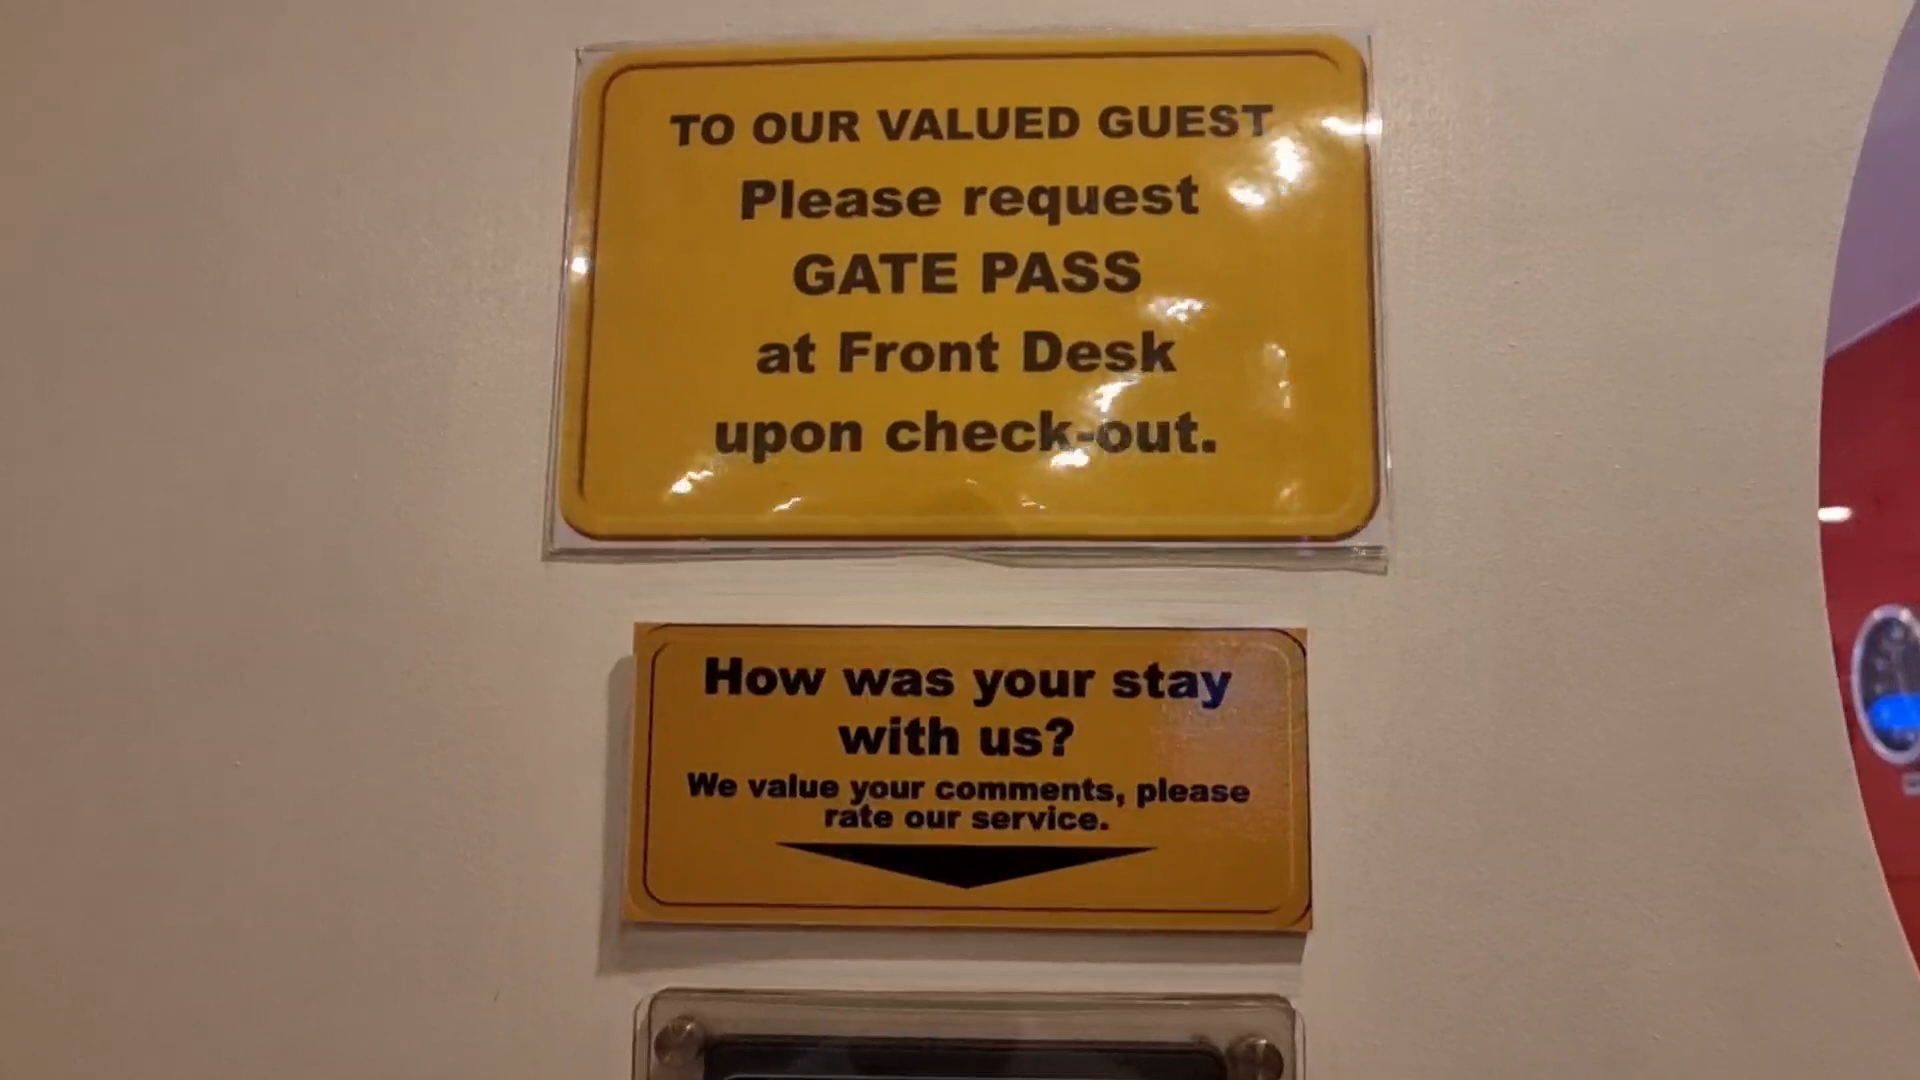 TO OUR VALUED GUEST
Please request
GATE PASS
at Front Desk
upon check-out.
How was your stay
with us?
We value your comments, please
rate our service.